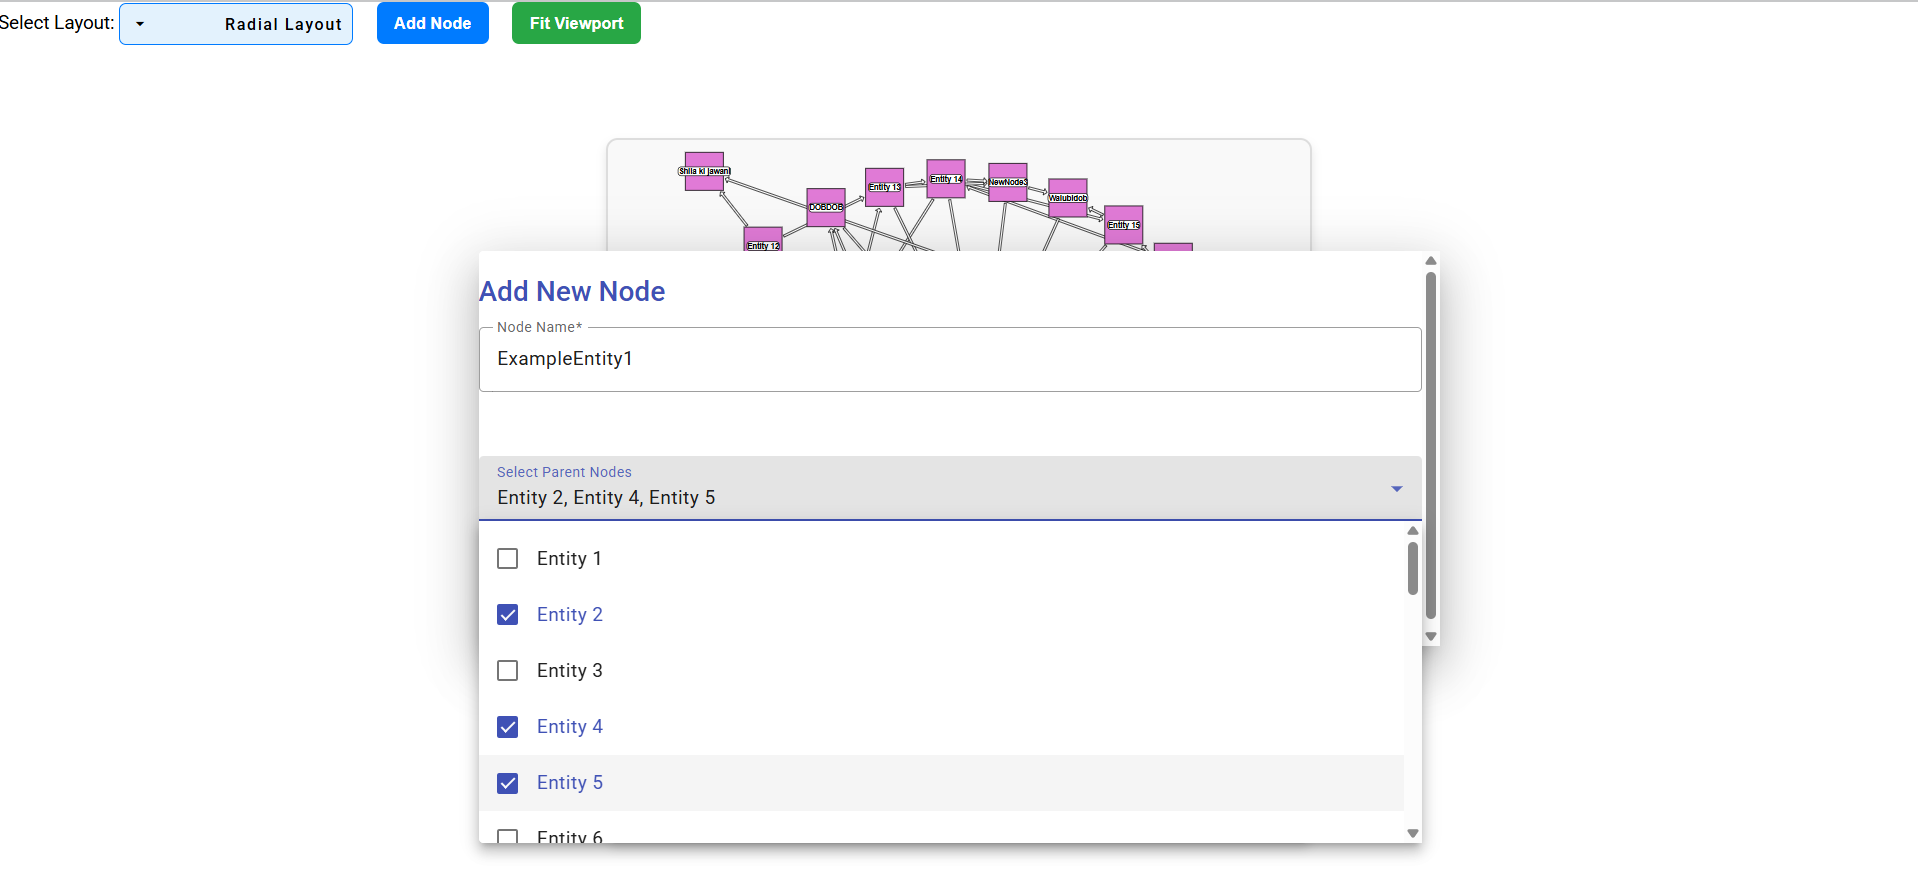 Select Layout: Radial Layout Add Node Fit Viewport
Shila ki jawani
DOBDOB
Entity 13
Entity 14
NewNode3
Walubidob
Entity 15
Entity 12
Add New Node
Node Name*
ExampleEntity1
Select Parent Nodes
Entity 2, Entity 4, Entity 5
Entity 1
Entity 2
Entity 3
Entity 4
Entity 5
Entity 6